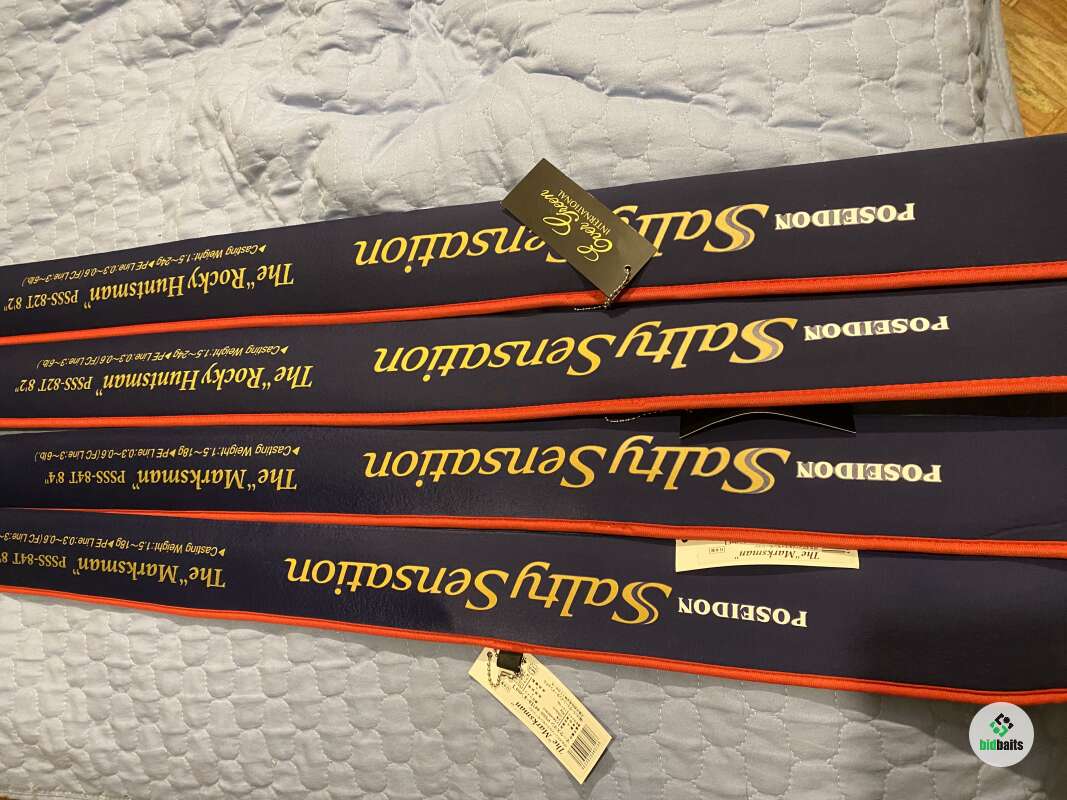 POSEIDON
Salty Sensation
The "Rocky Huntsman" PSSS-82T 8'2"
▶Casting Weight:1.5~24g▶PE Line:0.3~0.6(FC Line:3~6lb.)
Ever Green
INTERNATIONAL
POSEIDON
Salty Sensation
The "Rocky Huntsman" PSSS-82T 8'2"
▶Casting Weight:1.5~24g▶PE Line:0.3~0.6(FC Line:3~6lb.)
POSEIDON
Salty Sensation
The "Marksman" PSSS-84T 8'4"
▶Casting Weight:1.5~18g▶PE Line:0.3~0.6(FC Line:3~6lb.)
The "Marksman"
POSEIDON
Salty Sensation
The "Marksman" PSSS-84T 8'
▶Casting Weight:1.5~18g▶PE Line:0.3~0.6(FC Line:3~
The "Marksman"
bidbaits